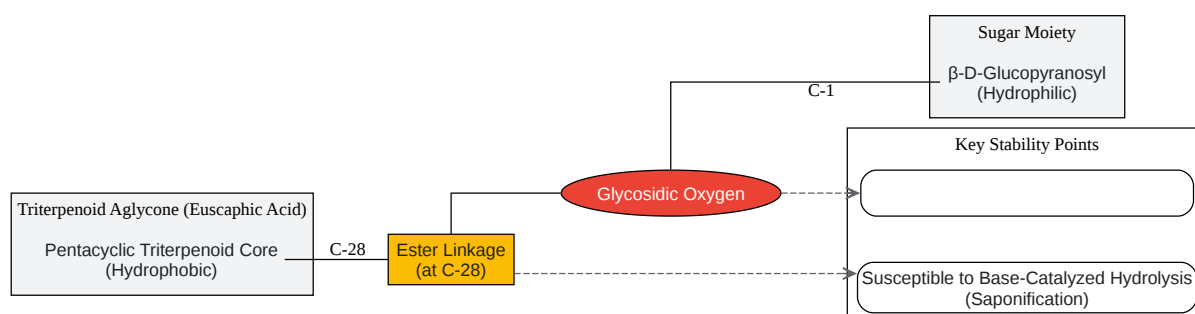 Sugar Moiety
β-D-Glucopyranosyl
(Hydrophilic)
C-1
Key Stability Points
Glycosidic Oxygen
Triterpenoid Aglycone (Euscaphic Acid)
Pentacyclic Triterpenoid Core
(Hydrophobic)
C-28
Ester Linkage
(at C-28)
Susceptible to Base-Catalyzed Hydrolysis
(Saponification)